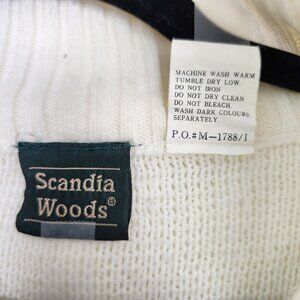 MACHINE WASH WARM
TUMBLE DRY LOW
DO NOT IRON
DO NOT DRY CLEAN
DO NOT BLEACH.
WASH DARK COLOURS
SEPARATELY.
P.O.#M-1788/I
Scandia
Woods®